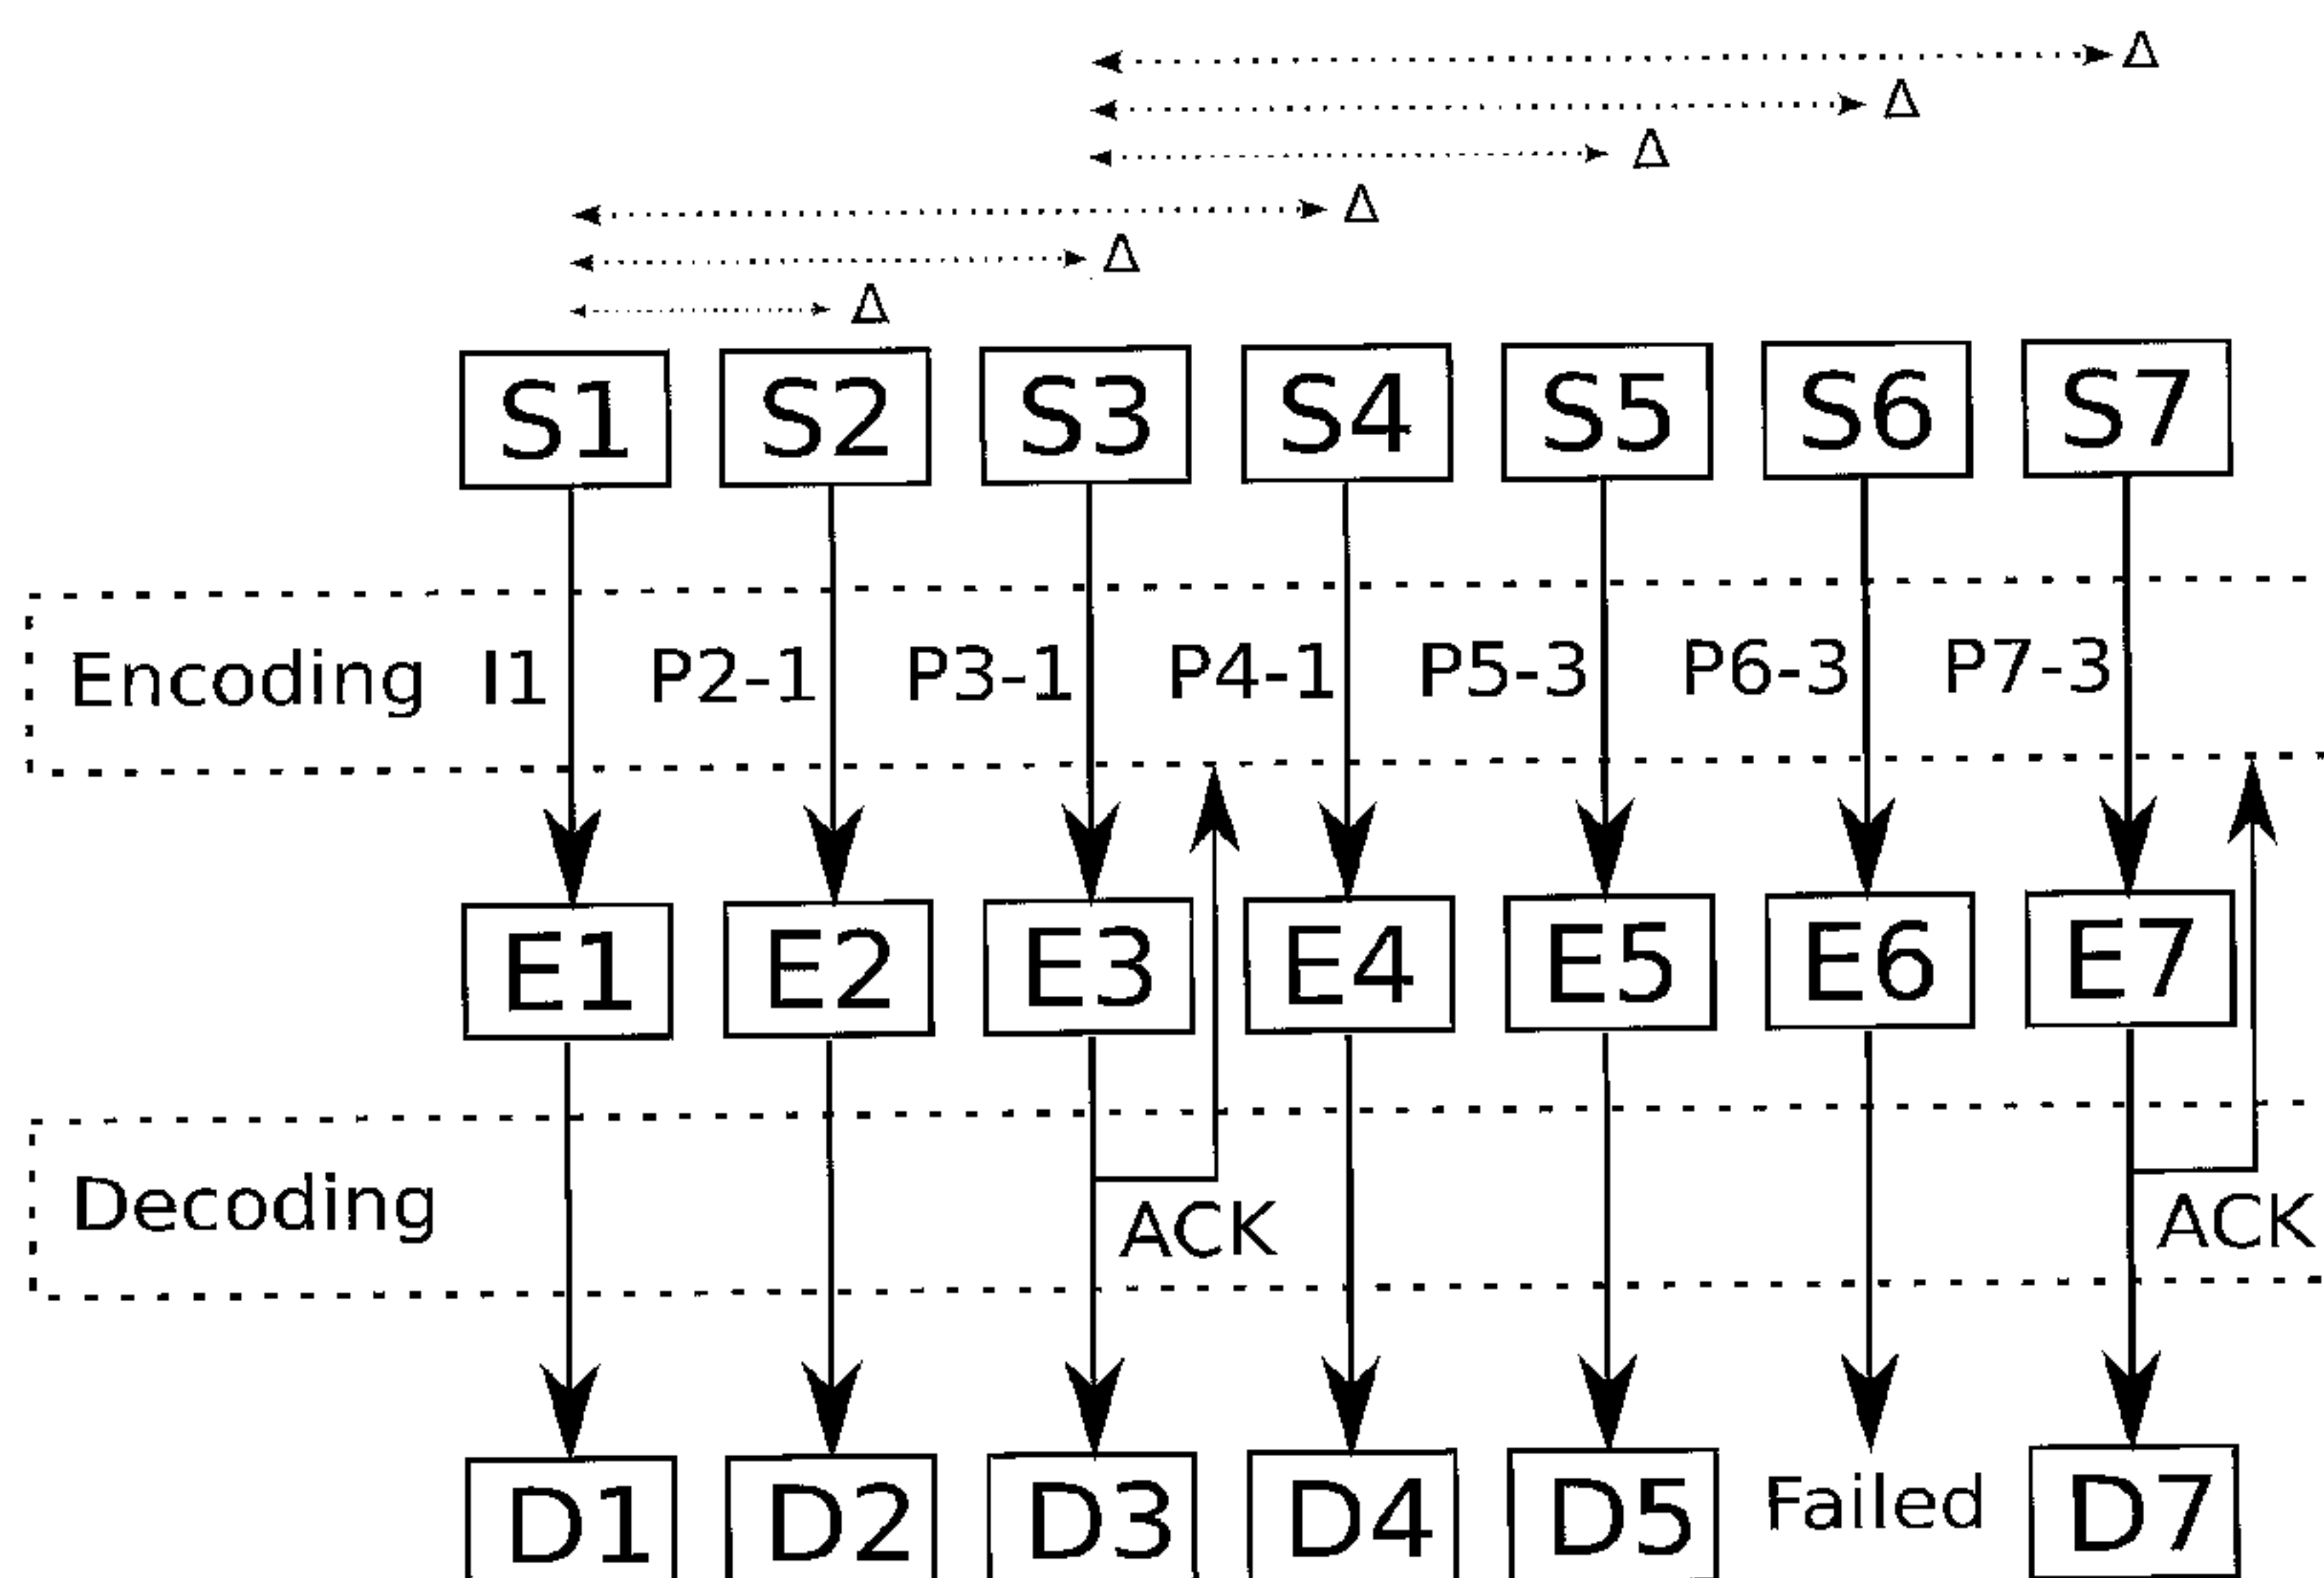 Δ
Δ
Δ
Δ
Δ
Δ
S1 S2 S3 S4 S5 S6 S7
Encoding I1 P2-1 P3-1 P4-1 P5-3 P6-3 P7-3
E1 E2 E3 E4 E5 E6 E7
Decoding ACK ACK
D1 D2 D3 D4 D5 Failed D7